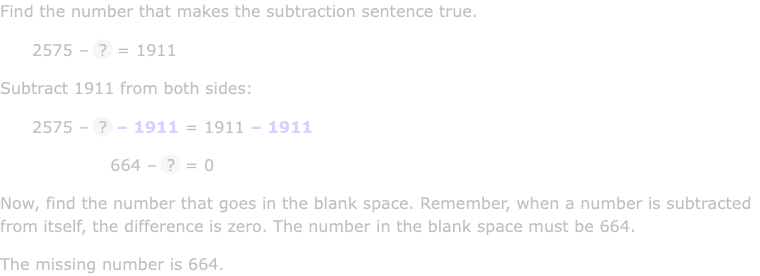 Find the number that makes the subtraction sentence true.
2575 – ? = 1911
Subtract 1911 from both sides:
2575 – ? – 1911 = 1911 – 1911
664 – ? = 0
Now, find the number that goes in the blank space. Remember, when a number is subtracted
from itself, the difference is zero. The number in the blank space must be 664.
The missing number is 664.